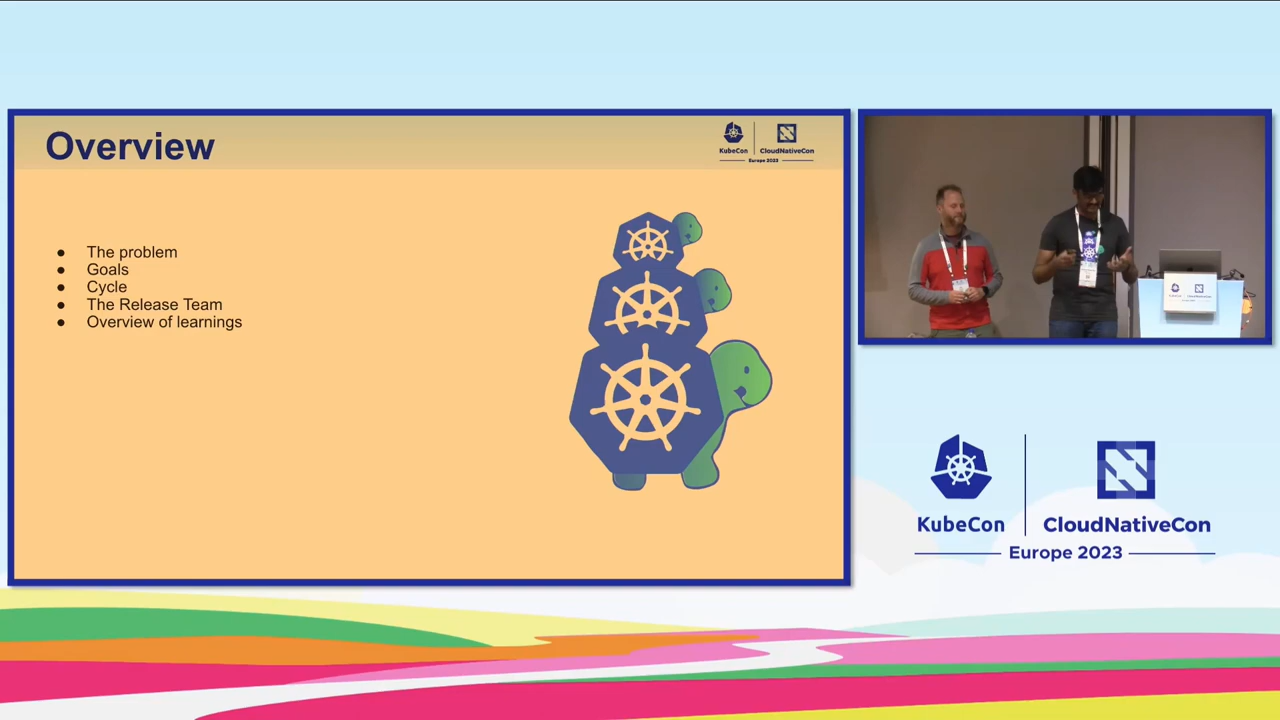 Overview
KubeCon
CloudNativeCon
Europe 2023
● The problem
● Goals
● Cycle
● The Release Team
● Overview of learnings
KubeCon
CloudNativeCon
Europe 2023